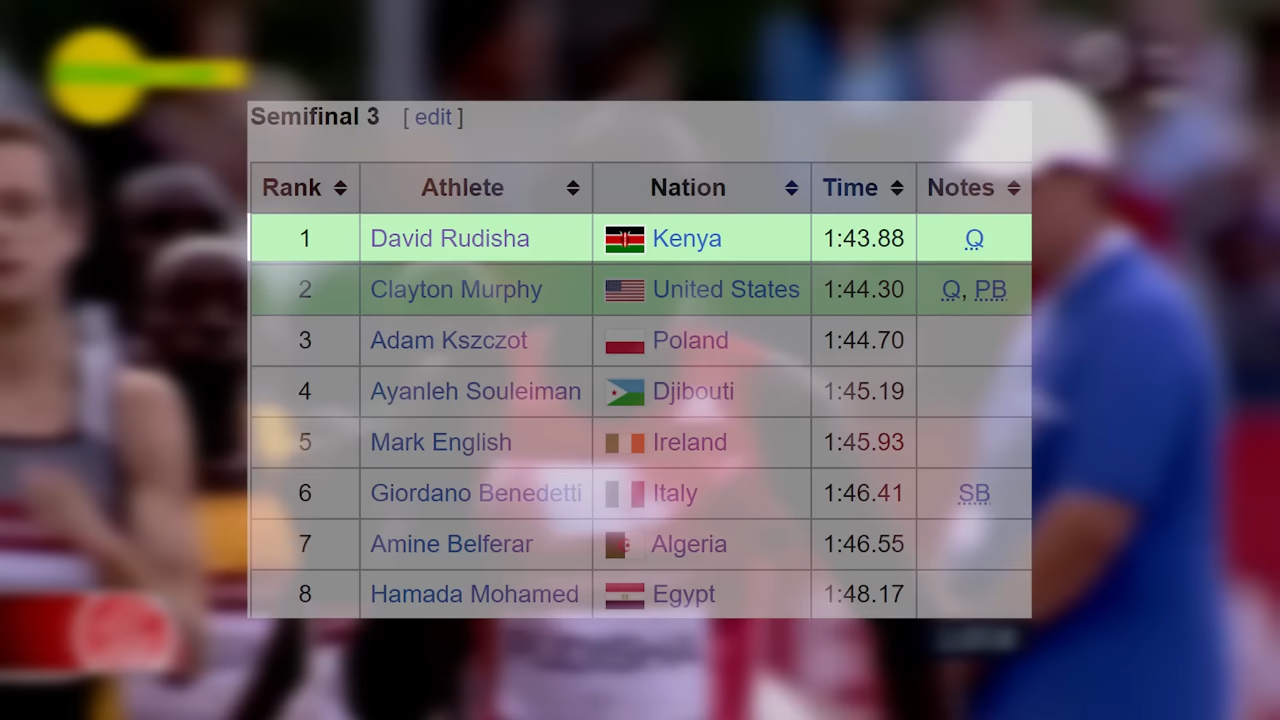 Semifinal 3 [ edit ]
Rank Athlete Nation Time Notes
1 David Rudisha Kenya 1:43.88 Q
2 Clayton Murphy United States 1:44.30 Q, PB
3 Adam Kszczot Poland 1:44.70
4 Ayanleh Souleiman Djibouti 1:45.19
5 Mark English Ireland 1:45.93
6 Giordano Benedetti Italy 1:46.41 SB
7 Amine Belferar Algeria 1:46.55
8 Hamada Mohamed Egypt 1:48.17